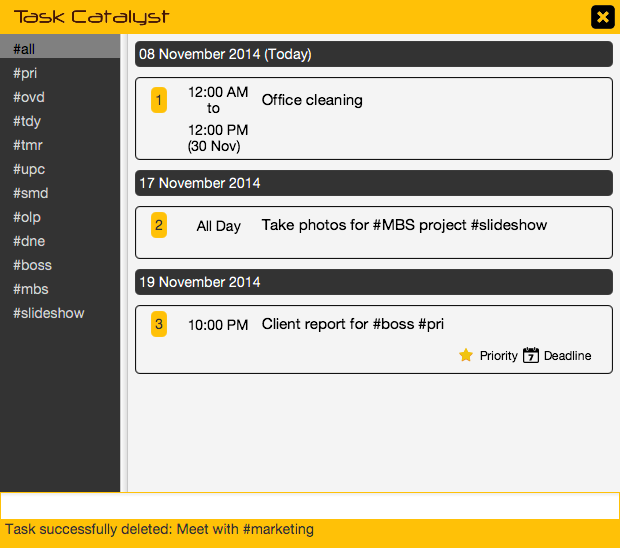 Task Catalyst
#all
#pri
#ovd
#tdy
#tmr
#upc
#smd
#olp
#dne
#boss
#mbs
#slideshow
08 November 2014 (Today)
1
12:00 AM
to
12:00 PM
(30 Nov)
Office cleaning
17 November 2014
2
All Day
Take photos for #MBS project #slideshow
19 November 2014
3
10:00 PM
Client report for #boss #pri
Priority
7
Deadline
Task successfully deleted: Meet with #marketing